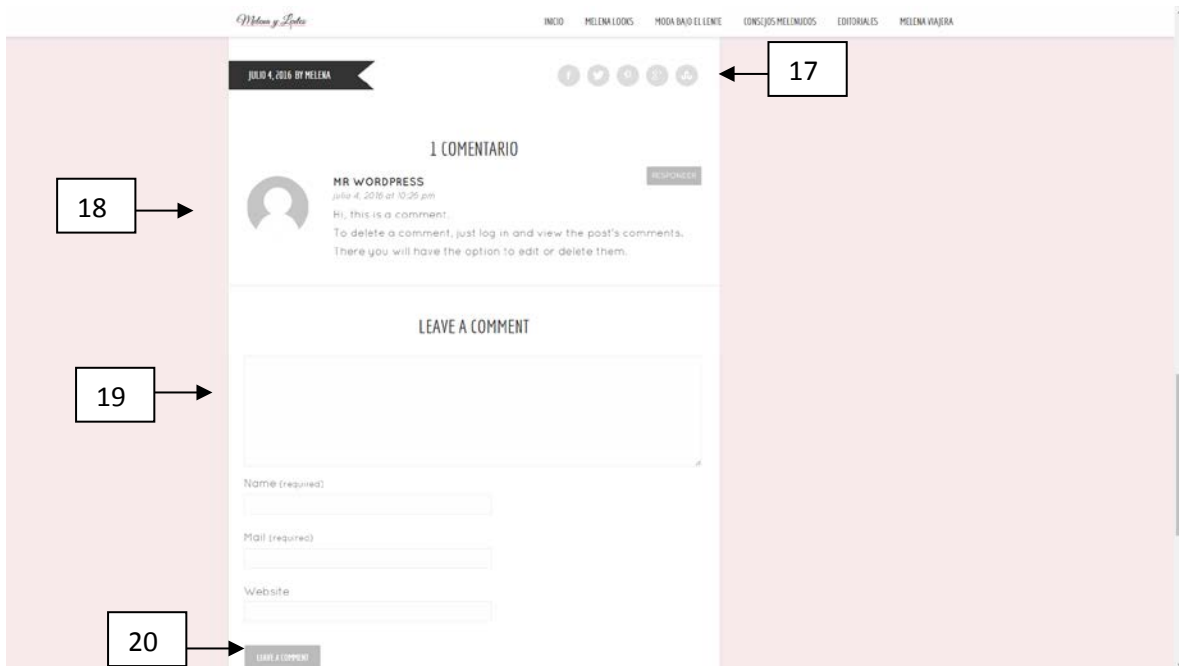 Melena y Lentes INICIO MELENA LOOKS MODA BAJO EL LENTE CONSEJOS MELENUDOS EDITORIALES MELENA VIAJERA
JULIO 4, 2016 BY MELENA
17
1 COMENTARIO
MR WORDPRESS
RESPONDER
julio 4, 2016 at 10:26 pm
18
Hi, this is a comment.
To delete a comment, just log in and view the post's comments.
There you will have the option to edit or delete them.
LEAVE A COMMENT
19
Name (required)
Mail (required)
Website
20
LEAVE A COMMENT